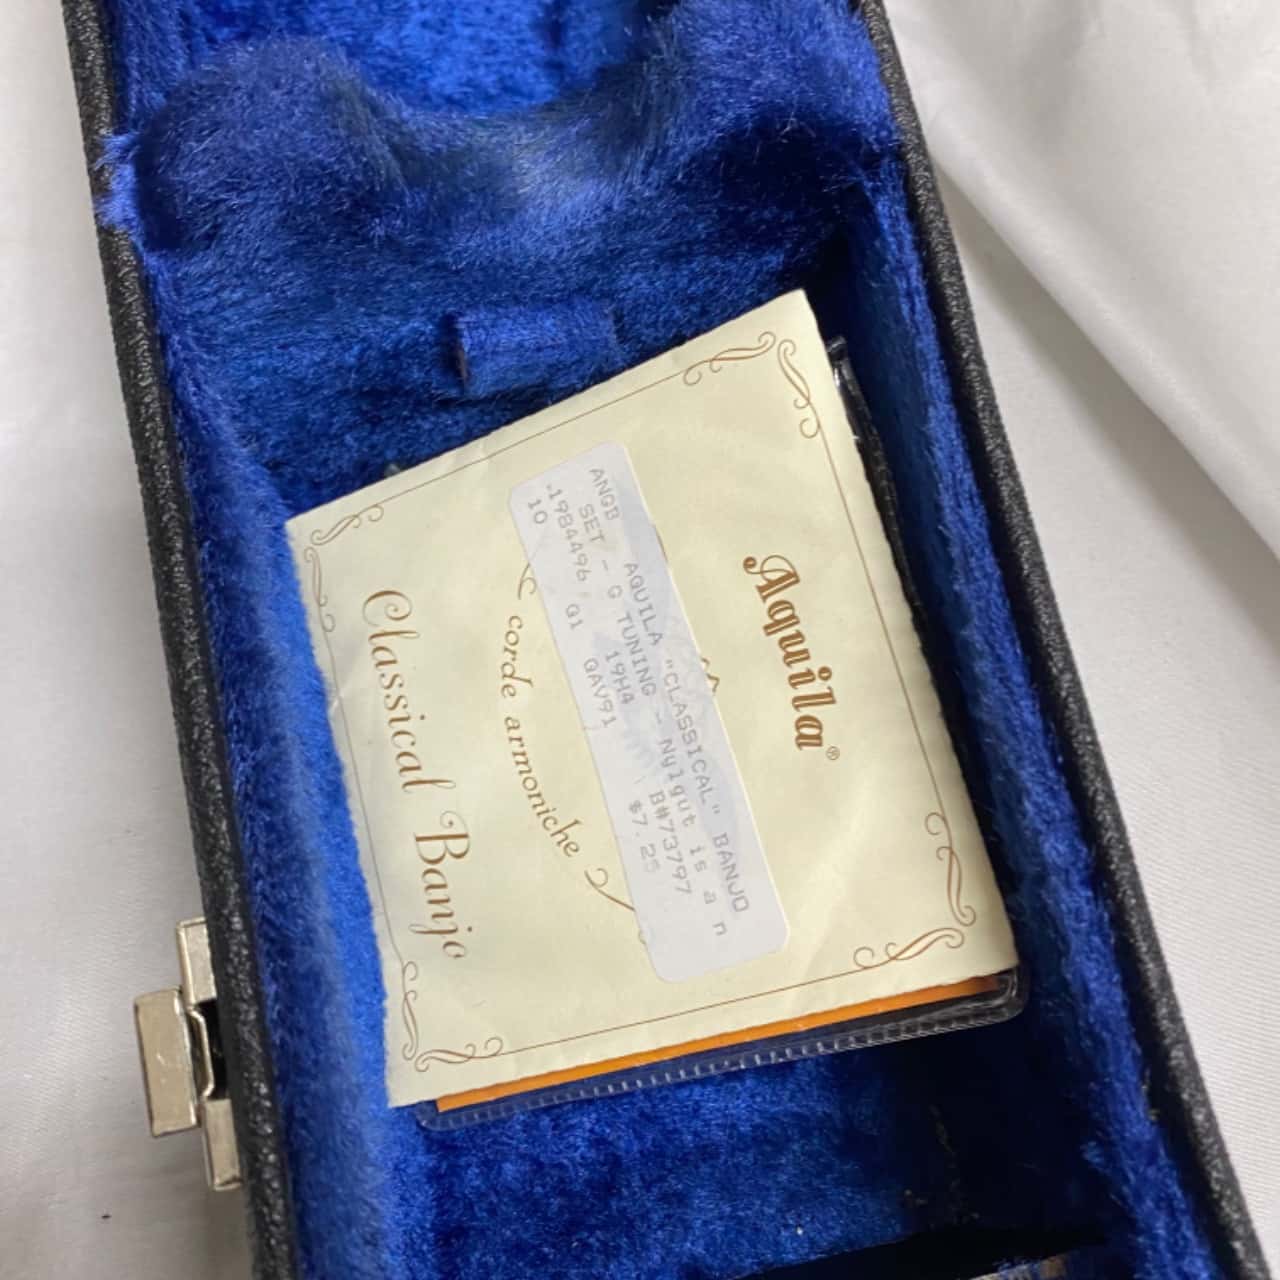 Aquila®
ANGB AQUILA "CLASSICAL" BANJO
SET - G TUNING - Nylgut is a n
.1984496 19H4 B#73797
10 G1 GAV91 $7.25
corde armoniche
Classical Banjo